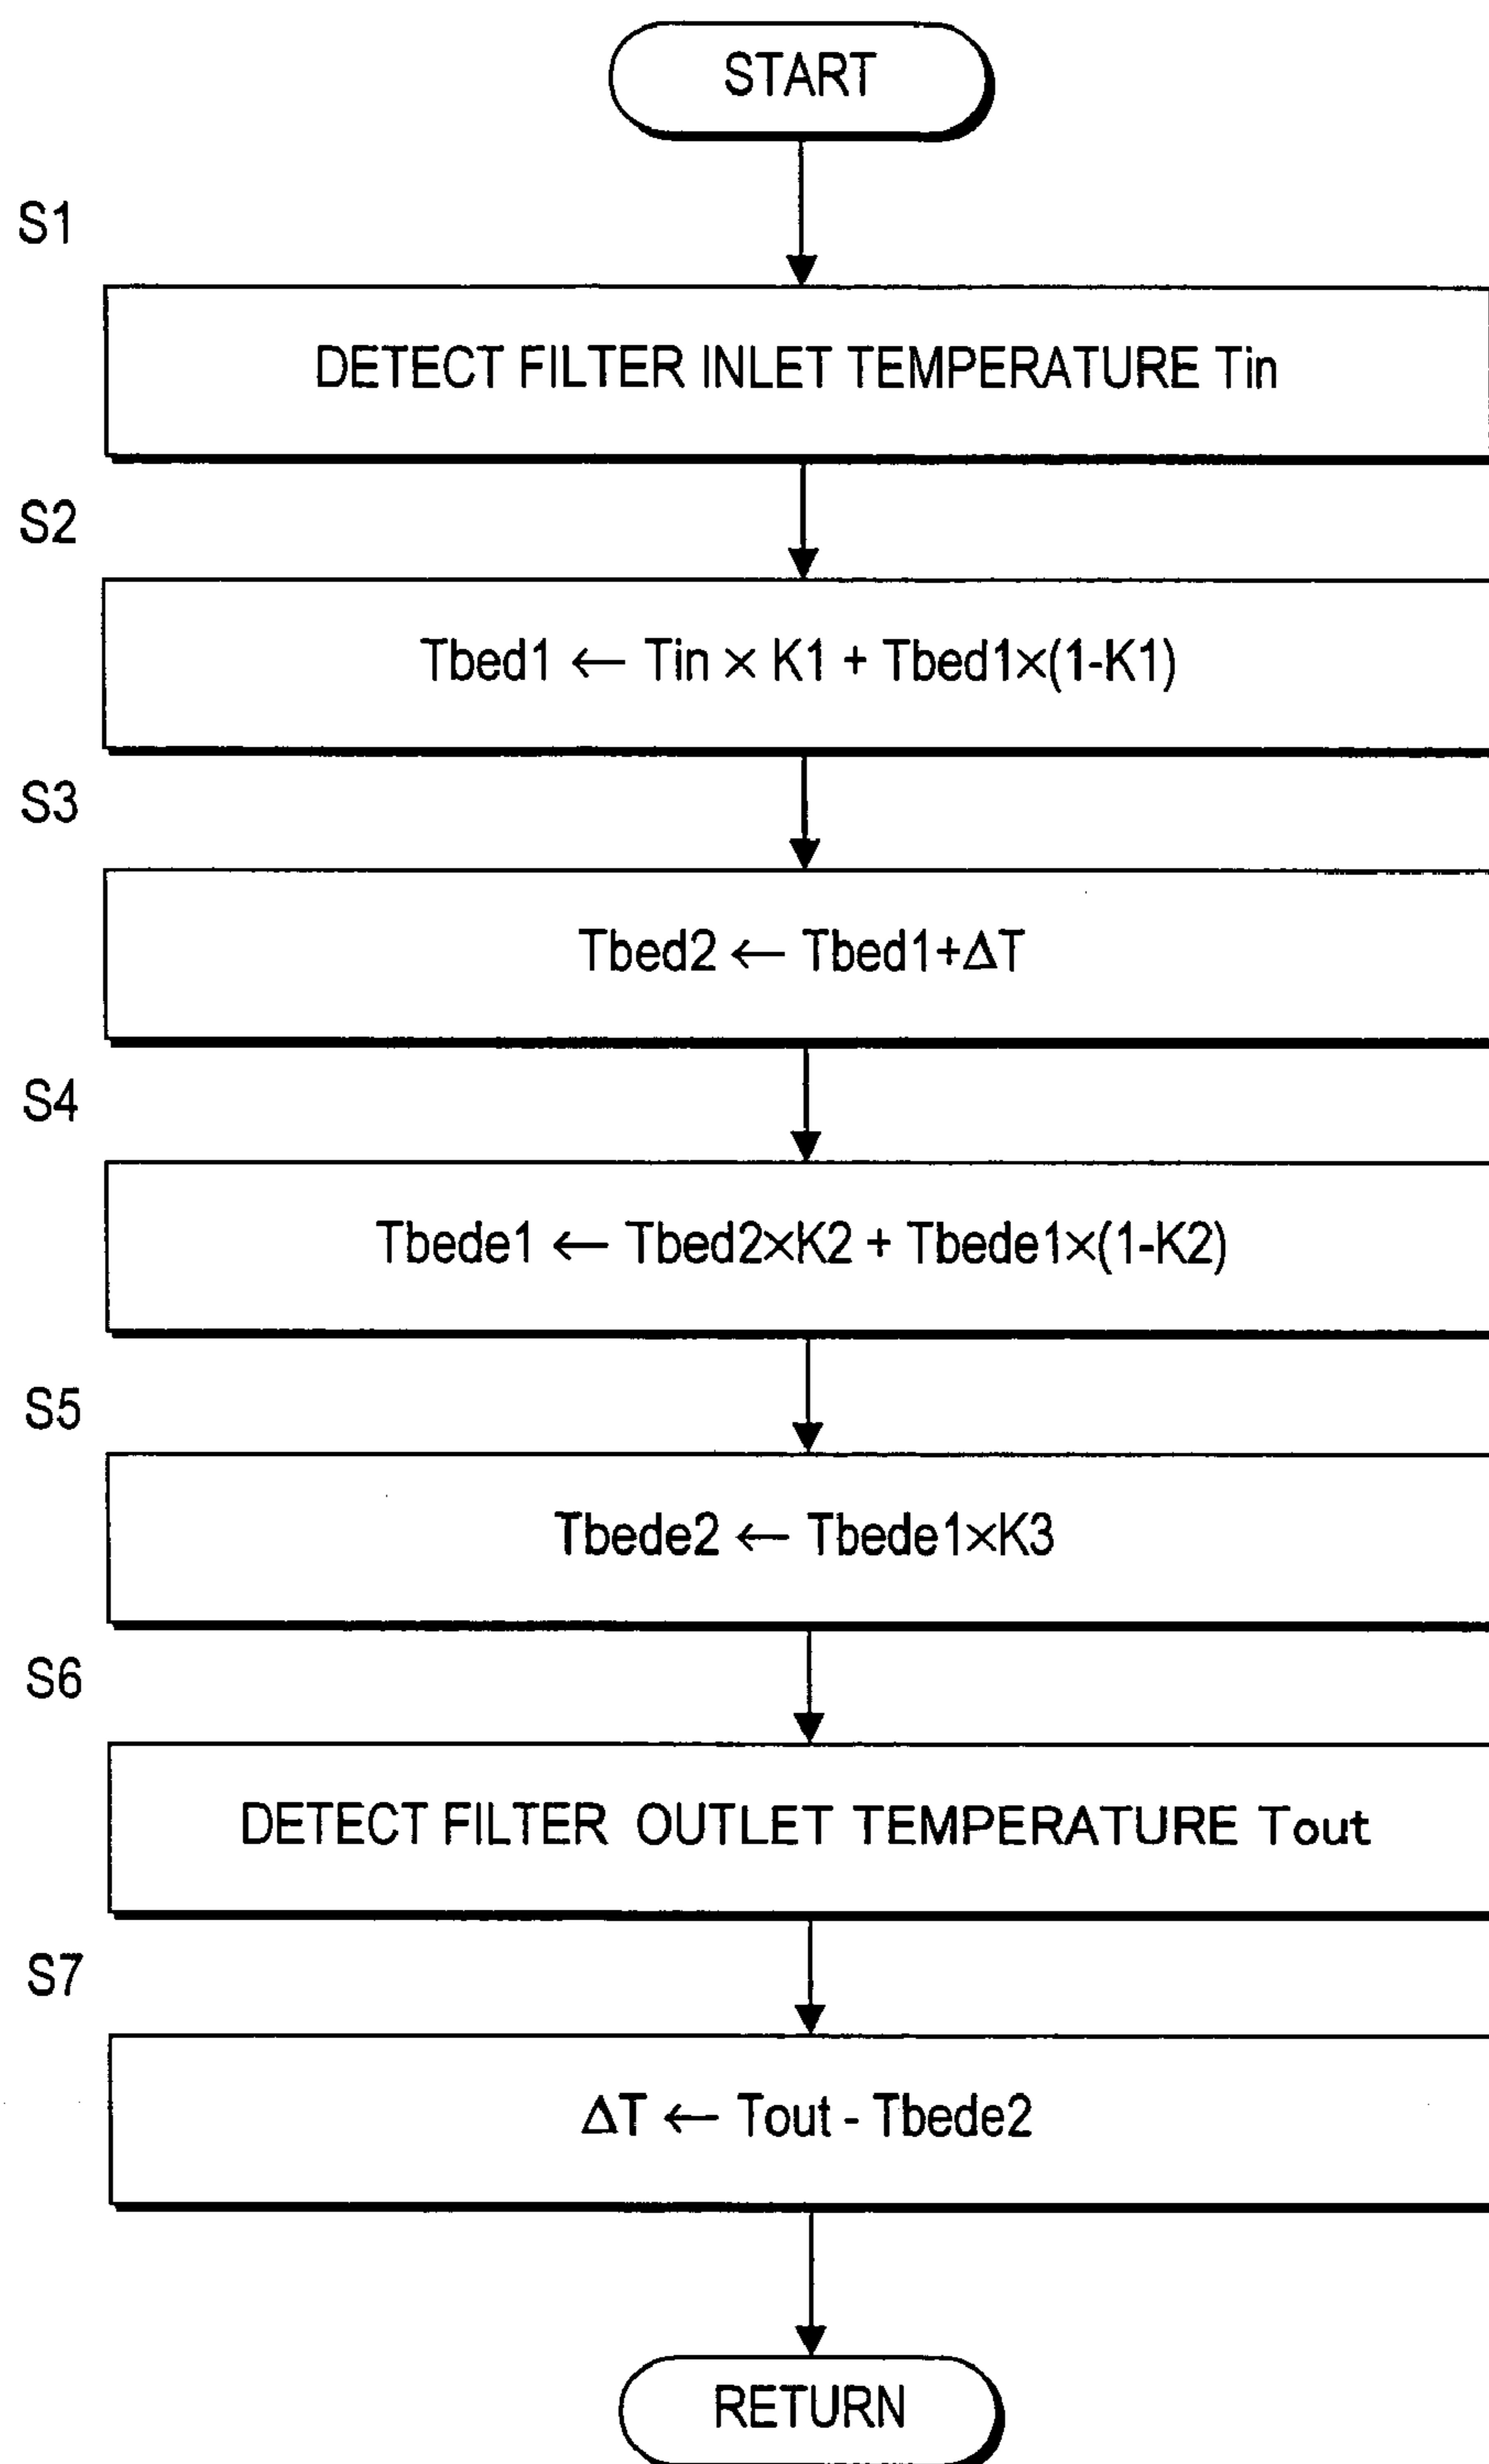 START
S1
DETECT FILTER INLET TEMPERATURE Tin
S2
Tbed1 ← Tin × K1 + Tbed1×(1-K1)
S3
Tbed2 ← Tbed1+ΔT
S4
Tbede1 ← Tbed2×K2 + Tbede1×(1-K2)
S5
Tbede2 ← Tbede1×K3
S6
DETECT FILTER OUTLET TEMPERATURE Tout
S7
ΔT ← Tout - Tbede2
RETURN